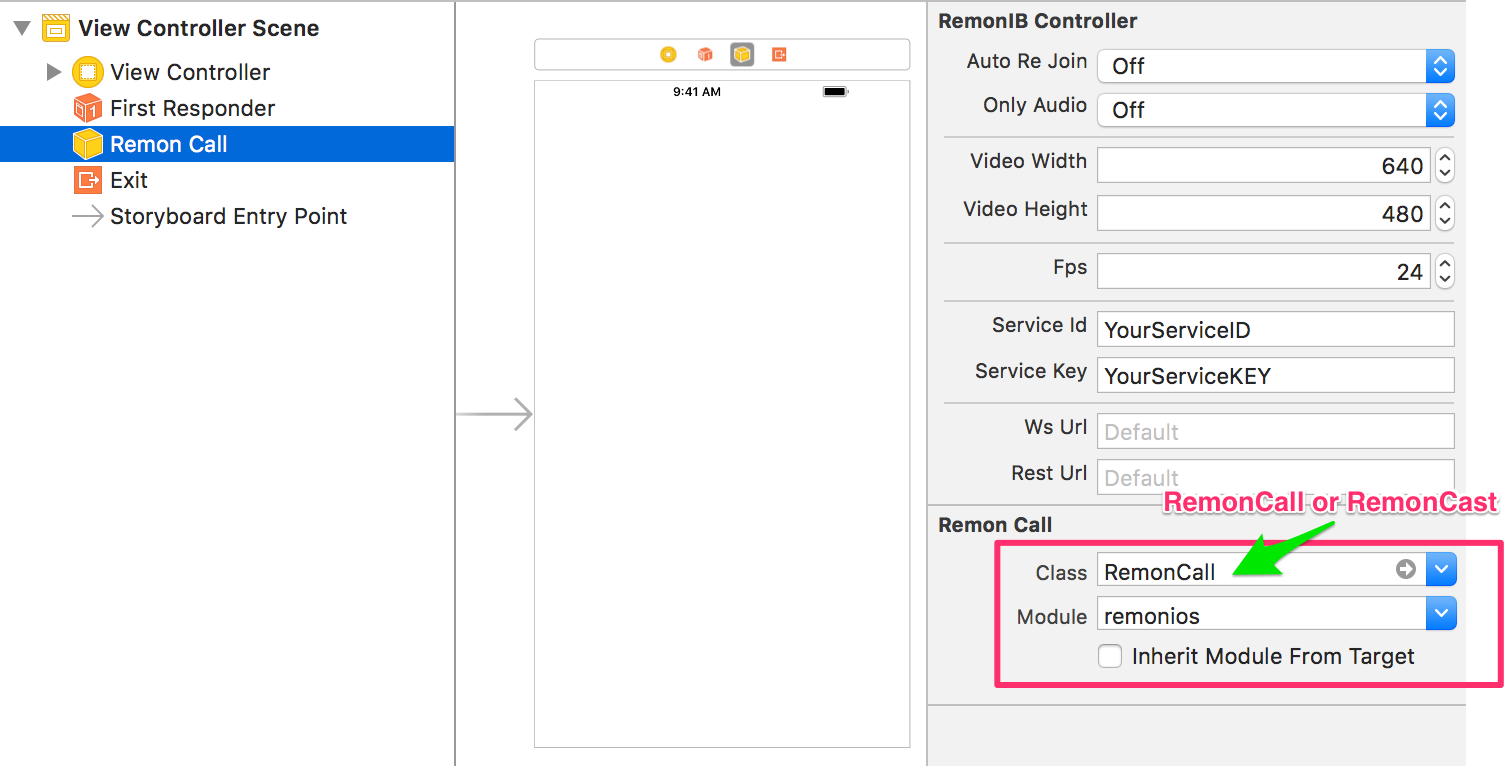 View Controller Scene
View Controller
First Responder
Remon Call
Exit
Storyboard Entry Point
9:41 AM
RemonIB Controller
Auto Re Join Off
Only Audio Off
Video Width 640
Video Height 480
Fps 24
Service Id YourServiceID
Service Key YourServiceKEY
Ws Url Default
Rest Url Default
RemonCall or RemonCast
Remon Call
Class RemonCall
Module remonios
Inherit Module From Target